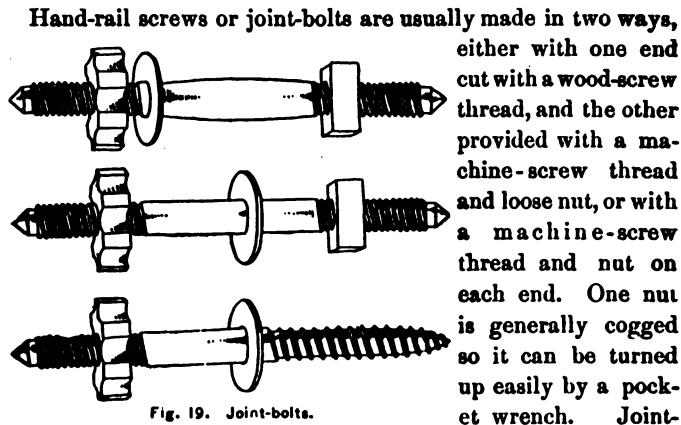 Hand-rail screws or joint-bolts are usually made in two ways,
either with one end
cut with a wood-screw
thread, and the other
provided with a ma-
chine-screw thread
and loose nut, or with
a machine-screw
thread and nut on
each end. One nut
is generally cogged
so it can be turned
up easily by a pock-
et wrench. Joint-
Fig. 19. Joint-bolts.